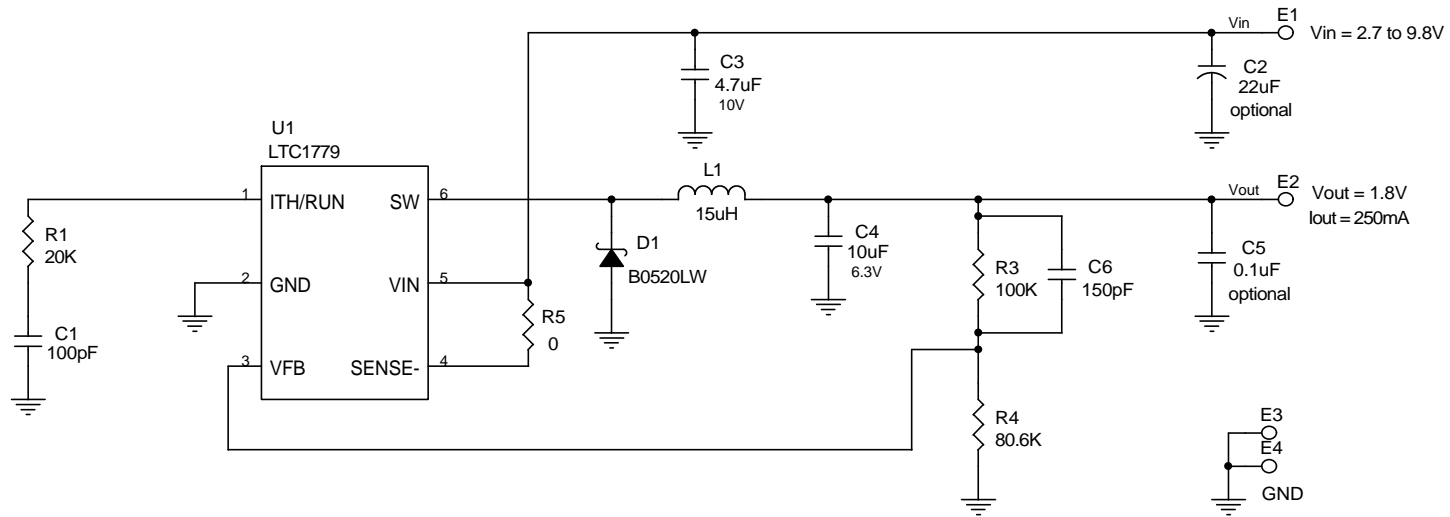 Vin
E1
Vin = 2.7 to 9.8V
C3
4.7uF
10V
C2
22uF
optional
U1
LTC1779
1
ITH/RUN
SW
6
L1
15uH
Vout
E2
Vout = 1.8V
Iout = 250mA
R1
20K
D1
B0520LW
C4
10uF
6.3V
R3
100K
C6
150pF
C5
0.1uF
optional
2
GND
VIN
5
R5
0
C1
100pF
3
VFB
SENSE-
4
R4
80.6K
E3
E4
GND